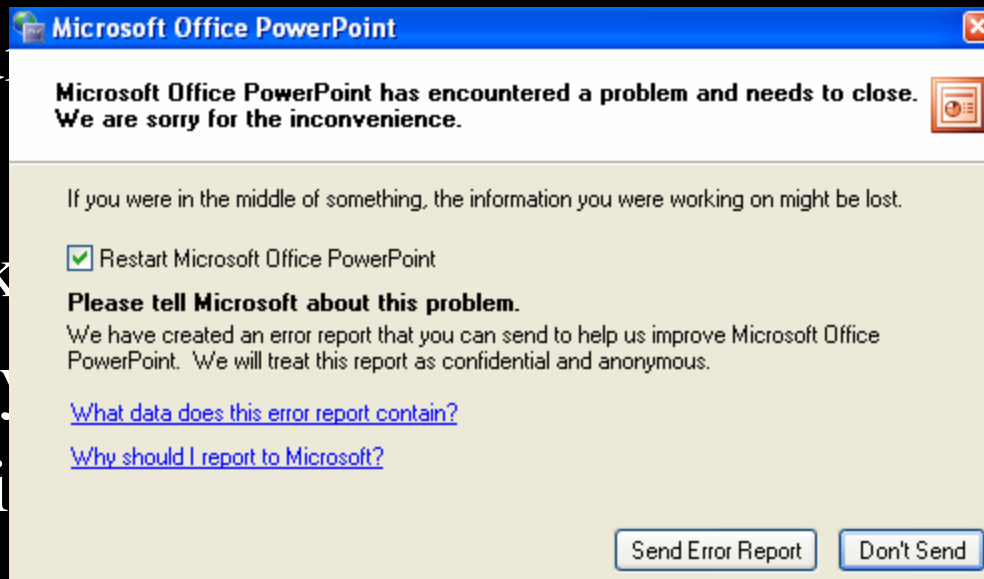 Microsoft Office PowerPoint
Microsoft Office PowerPoint has encountered a problem and needs to close.
We are sorry for the inconvenience.
If you were in the middle of something, the information you were working on might be lost.
Restart Microsoft Office PowerPoint
Please tell Microsoft about this problem.
We have created an error report that you can send to help us improve Microsoft Office
PowerPoint. We will treat this report as confidential and anonymous.
What data does this error report contain?
Why should I report to Microsoft?
Send Error Report Don't Send